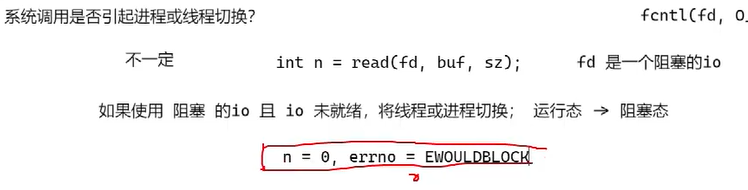 系统调用是否引起进程或线程切换?
fcntl(fd, O_
不一定
int n = read(fd, buf, sz);
fd 是一个阻塞的io
如果使用 阻塞 的io 且 io 未就绪，将线程或进程切换； 运行态 → 阻塞态
n = 0, errno = EWOULDBLOCK